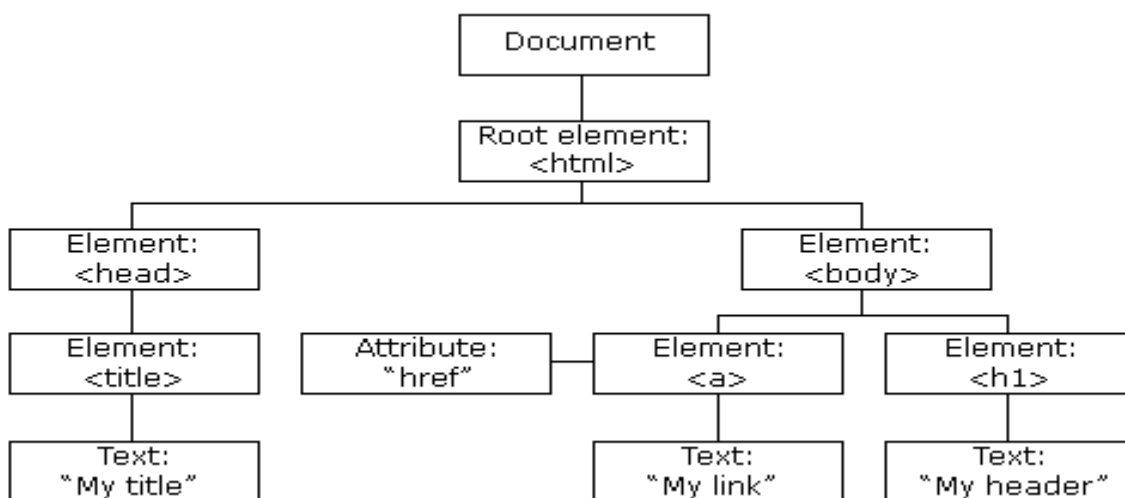 Document
Root element:
<html>
Element:
<head>
Element:
<body>
Element:
<title>
Attribute:
“href”
Element:
<a>
Element:
<h1>
Text:
“My title”
Text:
“My link”
Text:
“My header”